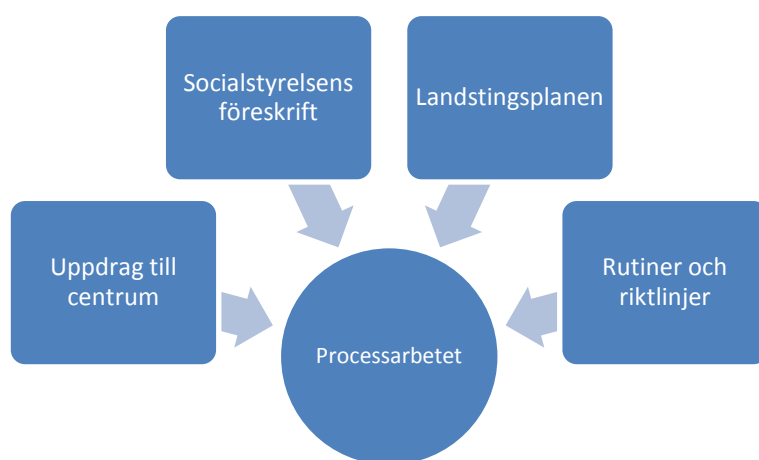 Socialstyrelsens
föreskrift
Landstingsplanen
Uppdrag till
centrum
Rutiner och
riktlinjer
Processarbetet